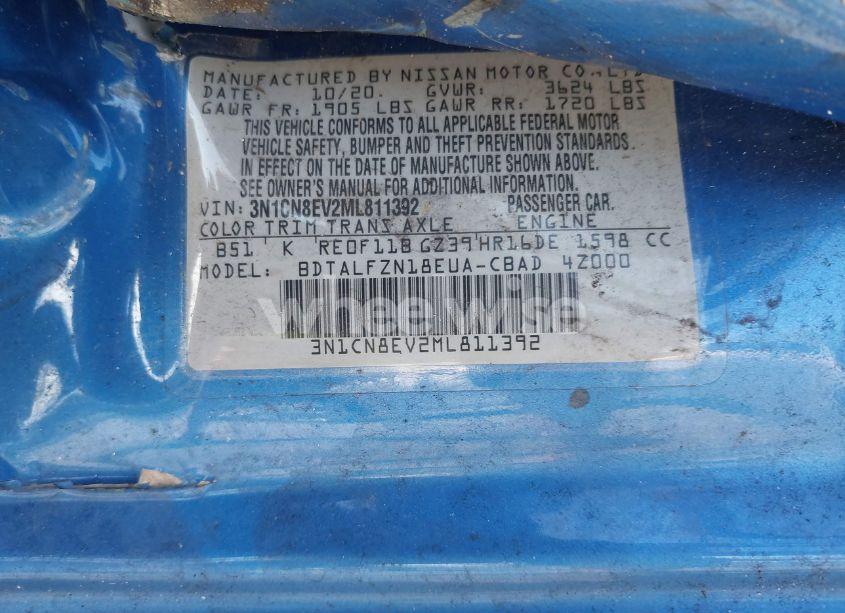 MANUFACTURED BY NISSAN MOTOR CO., LTD
DATE: 10/20. GVWR: 3624 LBS
GAWR FR: 1905 LBS GAWR RR: 1720 LBS
THIS VEHICLE CONFORMS TO ALL APPLICABLE FEDERAL MOTOR
VEHICLE SAFETY, BUMPER AND THEFT PREVENTION STANDARDS
IN EFFECT ON THE DATE OF MANUFACTURE SHOWN ABOVE.
SEE OWNER'S MANUAL FOR ADDITIONAL INFORMATION.
VIN: 3N1CN8EV2ML811392 PASSENGER CAR.
COLOR TRIM TRANS AXLE ENGINE
B51 K RE0F11B GZ39 HR16DE 1598 CC
MODEL: BDTALFZN18EUA-CBAD 4Z000
wheelwise
3N1CN8EV2ML811392